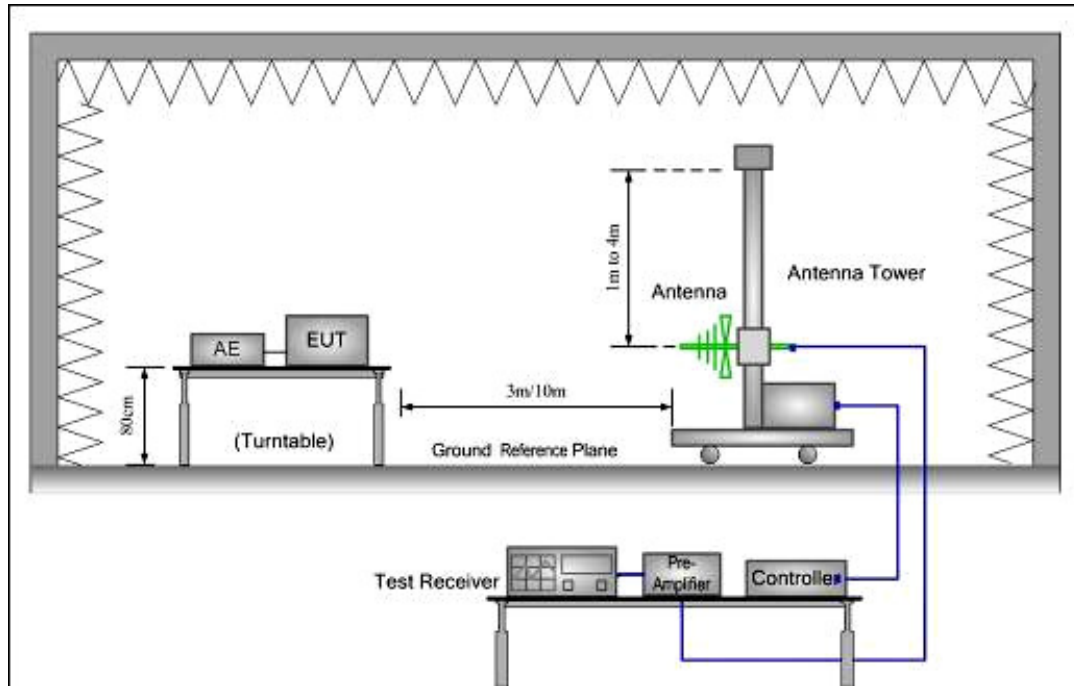 1m to 4m
Antenna Tower
Antenna
AE
EUT
3m/10m
80cm
(Turntable)
Ground Reference Plane
Test Receiver
Pre-
Amplifier
Controller